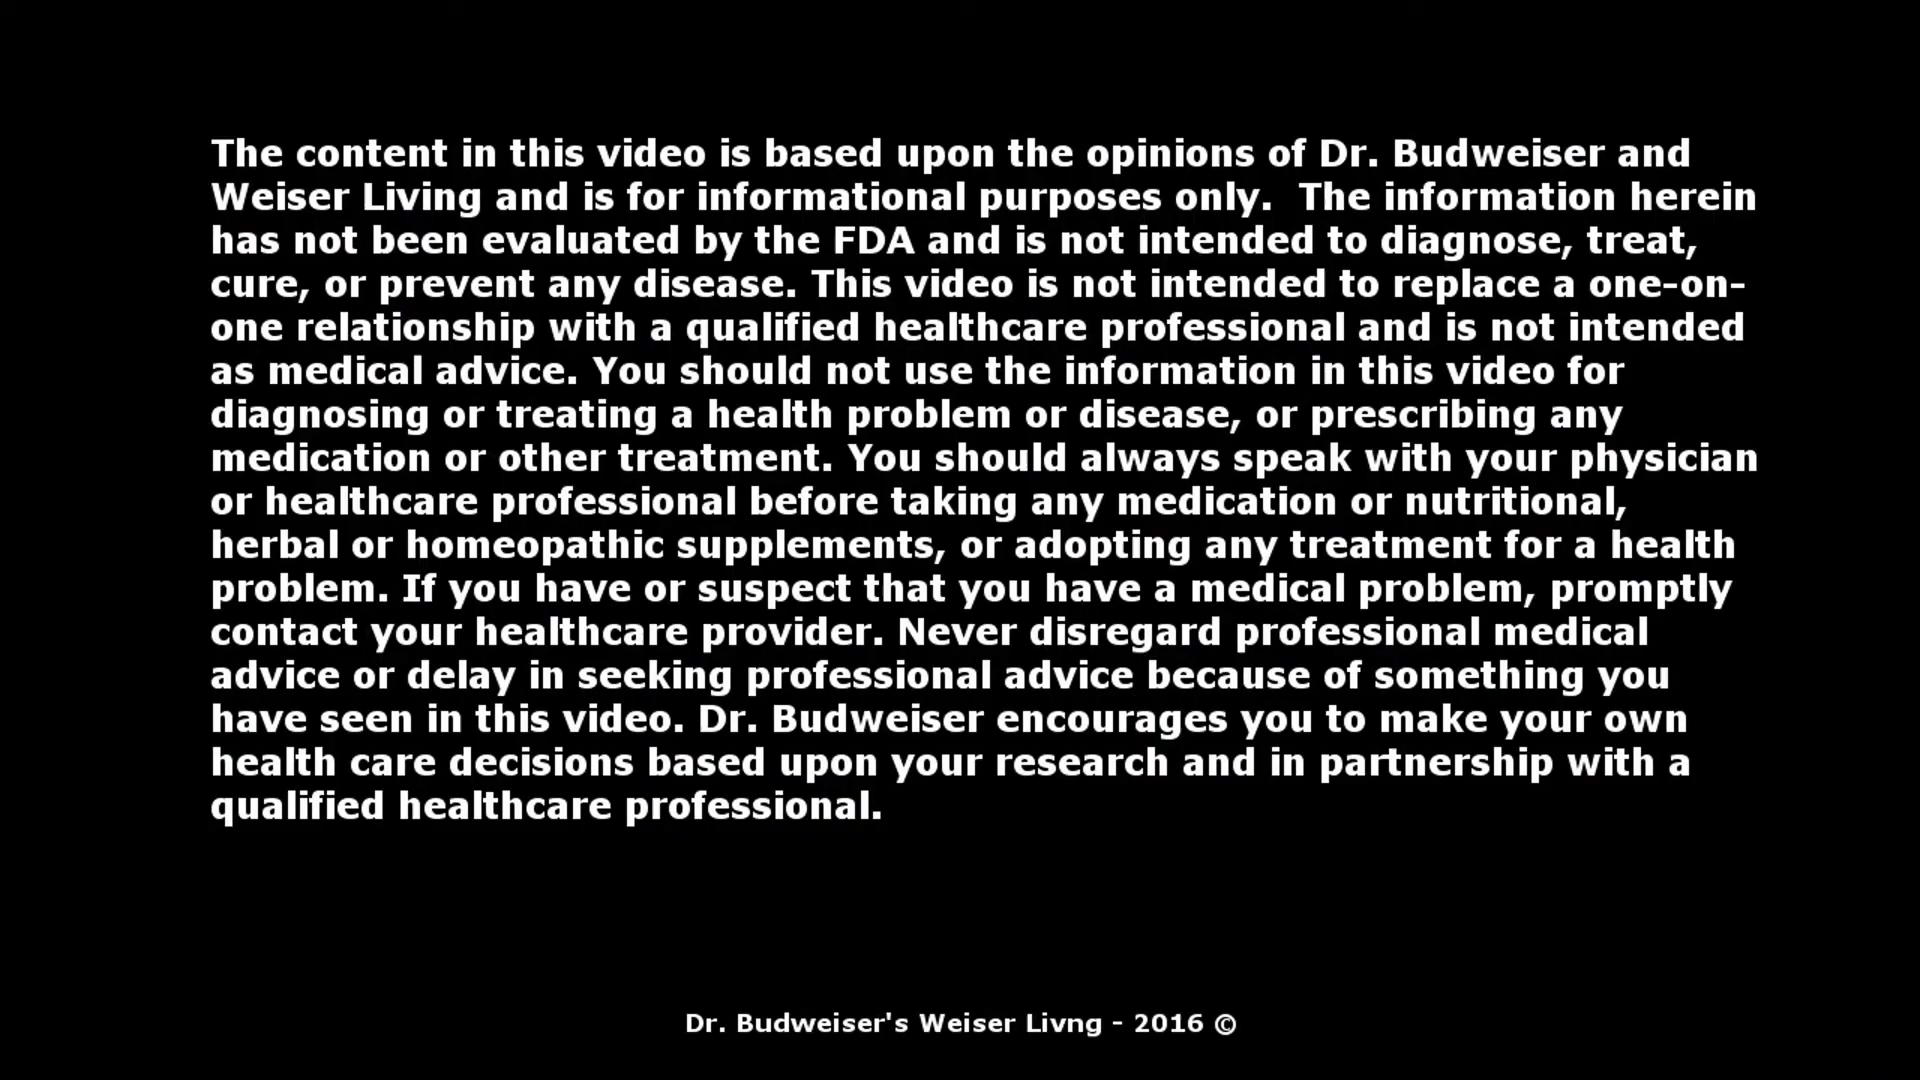 The content in this video is based upon the opinions of Dr. Budweiser and
Weiser Living and is for informational purposes only.  The information herein
has not been evaluated by the FDA and is not intended to diagnose, treat,
cure, or prevent any disease. This video is not intended to replace a one-on-
one relationship with a qualified healthcare professional and is not intended
as medical advice. You should not use the information in this video for
diagnosing or treating a health problem or disease, or prescribing any
medication or other treatment. You should always speak with your physician
or healthcare professional before taking any medication or nutritional,
herbal or homeopathic supplements, or adopting any treatment for a health
problem. If you have or suspect that you have a medical problem, promptly
contact your healthcare provider. Never disregard professional medical
advice or delay in seeking professional advice because of something you
have seen in this video. Dr. Budweiser encourages you to make your own
health care decisions based upon your research and in partnership with a
qualified healthcare professional.
Dr. Budweiser's Weiser Livng - 2016 ©